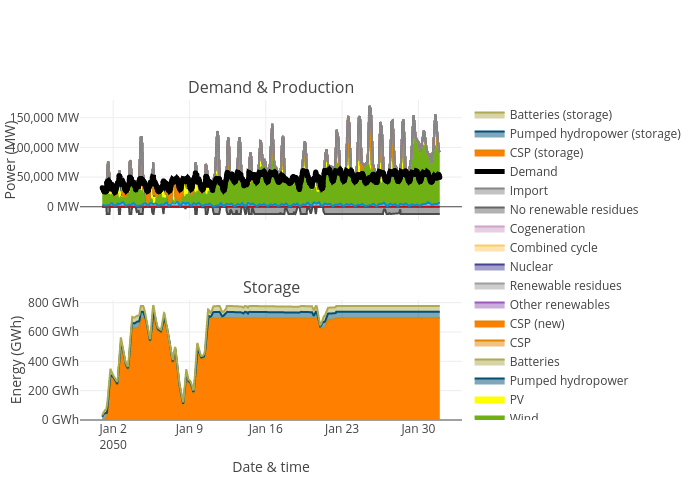 Demand & Production
Power (MW)
150,000 MW
100,000 MW
50,000 MW
0 MW
Storage
Energy (GWh)
800 GWh
600 GWh
400 GWh
200 GWh
0 GWh
Jan 2
2050
Jan 9
Jan 16
Jan 23
Jan 30
Date & time
Batteries (storage)
Pumped hydropower (storage)
CSP (storage)
Demand
Import
No renewable residues
Cogeneration
Combined cycle
Nuclear
Renewable residues
Other renewables
CSP (new)
CSP
Batteries
Pumped hydropower
PV
Wind